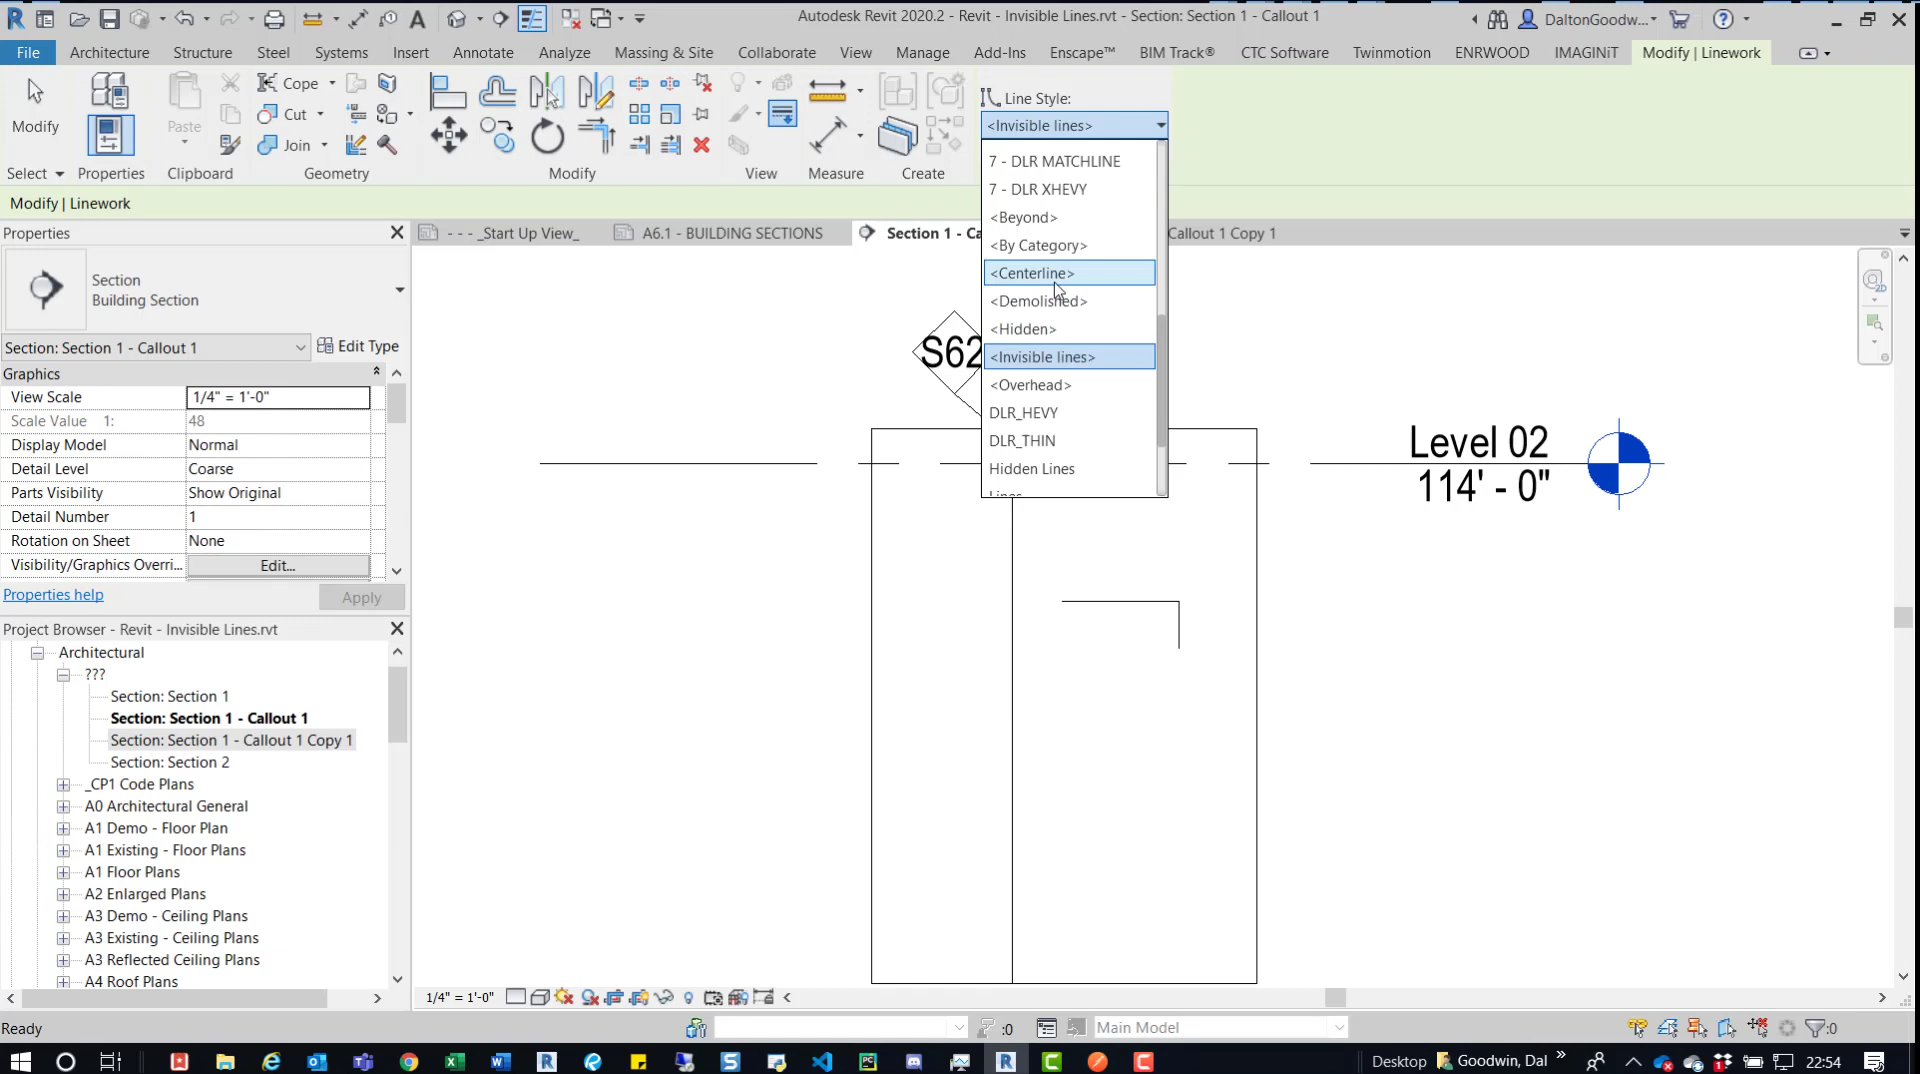 Autodesk Revit 2020.2 - Revit - Invisible Lines.rvt - Section: Section 1 - Callout 1
DaltonGoodw...
File Architecture Structure Steel Systems Insert Annotate Analyze Massing & Site Collaborate View Manage Add-Ins Enscape™ BIM Track® CTC Software Twinmotion ENRWOOD IMAGINiT Modify | Linework
Modify
Paste
Cope
Cut
Join
Line Style:
<Invisible lines>
Select Properties Clipboard Geometry Modify View Measure Create
Modify | Linework
7 - DLR MATCHLINE
7 - DLR XHEVY
<Beyond>
<By Category>
<Centerline>
<Demolished>
<Hidden>
<Invisible lines>
<Overhead>
DLR_HEVY
DLR_THIN
Hidden Lines
Lines
- - - _Start Up View_ A6.1 - BUILDING SECTIONS Section 1 - Ca Callout 1 Copy 1
Properties
Section
Building Section
Section: Section 1 - Callout 1 Edit Type
Graphics
View Scale 1/4" = 1'-0"
Scale Value 1: 48
Display Model Normal
Detail Level Coarse
Parts Visibility Show Original
Detail Number 1
Rotation on Sheet None
Visibility/Graphics Overri... Edit...
Properties help Apply
Project Browser - Revit - Invisible Lines.rvt
Architectural
???
Section: Section 1
Section: Section 1 - Callout 1
Section: Section 1 - Callout 1 Copy 1
Section: Section 2
_CP1 Code Plans
A0 Architectural General
A1 Demo - Floor Plan
A1 Existing - Floor Plan
A1 Floor Plans
A2 Enlarged Plans
A3 Demo - Ceiling Plans
A3 Existing - Ceiling Plans
A3 Reflected Ceiling Plans
A4 Roof Plans
S62
Level 02
114' - 0"
1/4" = 1'-0"
Ready
:0
Main Model
:0
Desktop
Goodwin, Dal
22:54